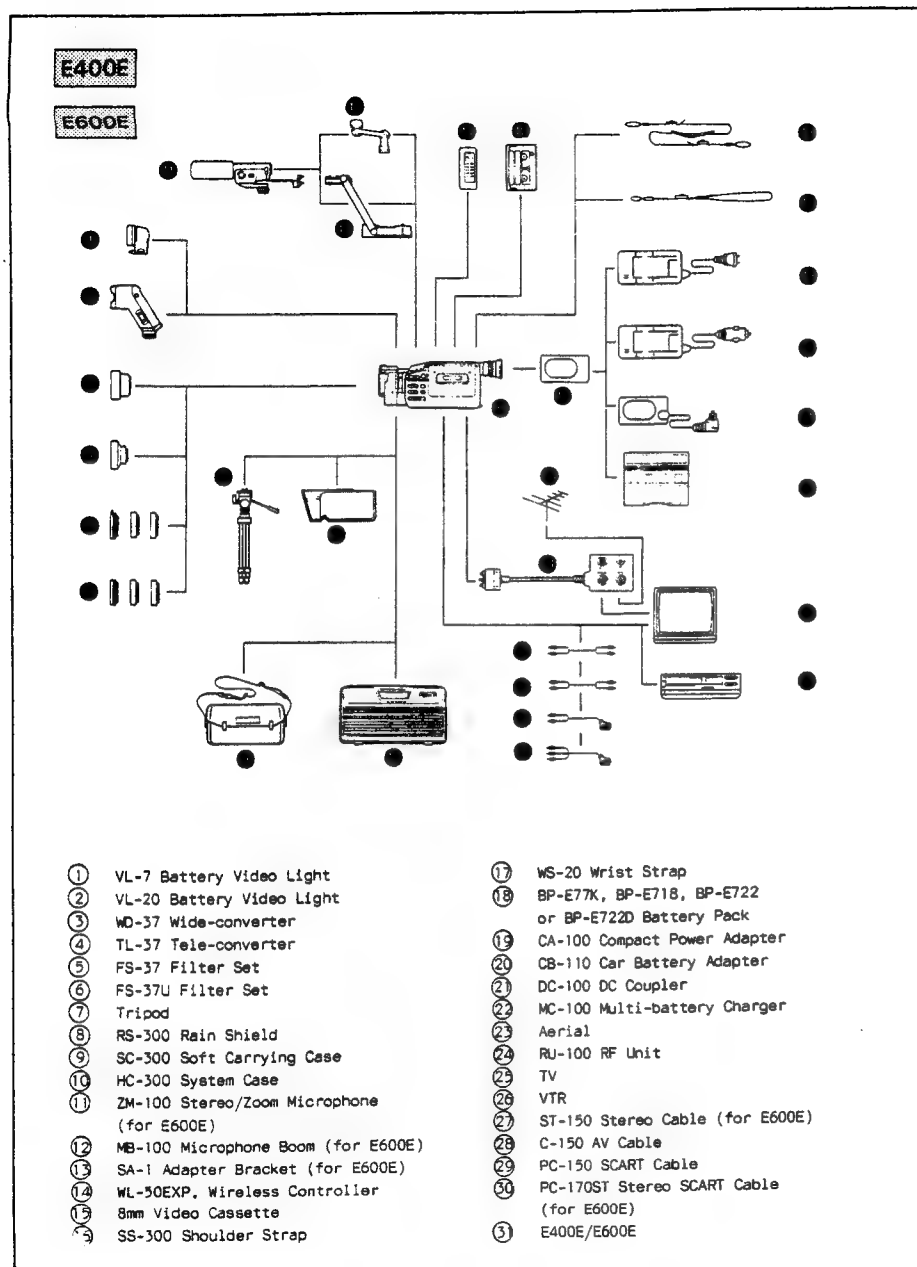 E400E
E600E
① VL-7 Battery Video Light
② VL-20 Battery Video Light
③ WD-37 Wide-converter
④ TL-37 Tele-converter
⑤ FS-37 Filter Set
⑥ FS-37U Filter Set
⑦ Tripod
⑧ RS-300 Rain Shield
⑨ SC-300 Soft Carrying Case
⑩ HC-300 System Case
⑪ ZM-100 Stereo/Zoom Microphone
(for E600E)
⑫ MB-100 Microphone Boom (for E600E)
⑬ SA-1 Adapter Bracket (for E600E)
⑭ WL-50EXP, Wireless Controller
⑮ 8mm Video Cassette
SS-300 Shoulder Strap
⑰ WS-20 Wrist Strap
⑱ BP-E77K, BP-E718, BP-E722
or BP-E722D Battery Pack
⑲ CA-100 Compact Power Adapter
⑳ CB-110 Car Battery Adapter
㉑ DC-100 DC Coupler
㉒ MC-100 Multi-battery Charger
㉓ Aerial
㉔ RU-100 RF Unit
㉕ TV
㉖ VTR
㉗ ST-150 Stereo Cable (for E600E)
㉘ C-150 AV Cable
㉙ PC-150 SCART Cable
㉚ PC-170ST Stereo SCART Cable
(for E600E)
㉛ E400E/E600E